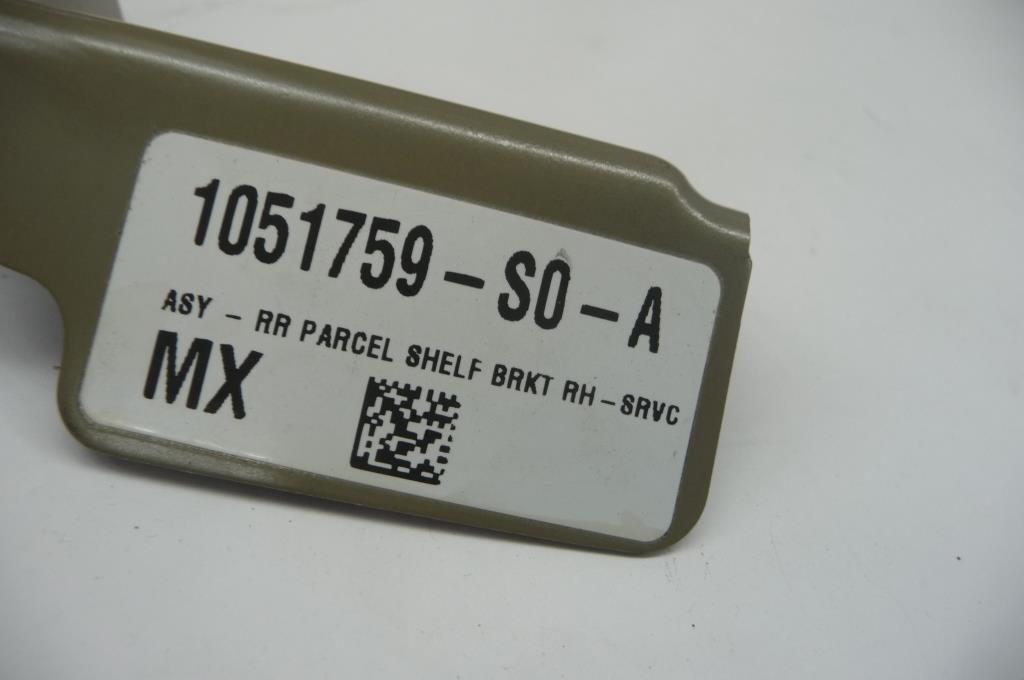 1051759-S0-A
ASY - RR PARCEL SHELF BRKT RH-SRVC
MX